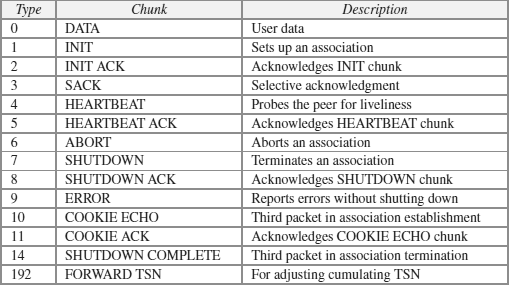 Type Chunk Description
0 DATA User data
1 INIT Sets up an association
2 INIT ACK Acknowledges INIT chunk
3 SACK Selective acknowledgment
4 HEARTBEAT Probes the peer for liveliness
5 HEARTBEAT ACK Acknowledges HEARTBEAT chunk
6 ABORT Aborts an association
7 SHUTDOWN Terminates an association
8 SHUTDOWN ACK Acknowledges SHUTDOWN chunk
9 ERROR Reports errors without shutting down
10 COOKIE ECHO Third packet in association establishment
11 COOKIE ACK Acknowledges COOKIE ECHO chunk
14 SHUTDOWN COMPLETE Third packet in association termination
192 FORWARD TSN For adjusting cumulating TSN